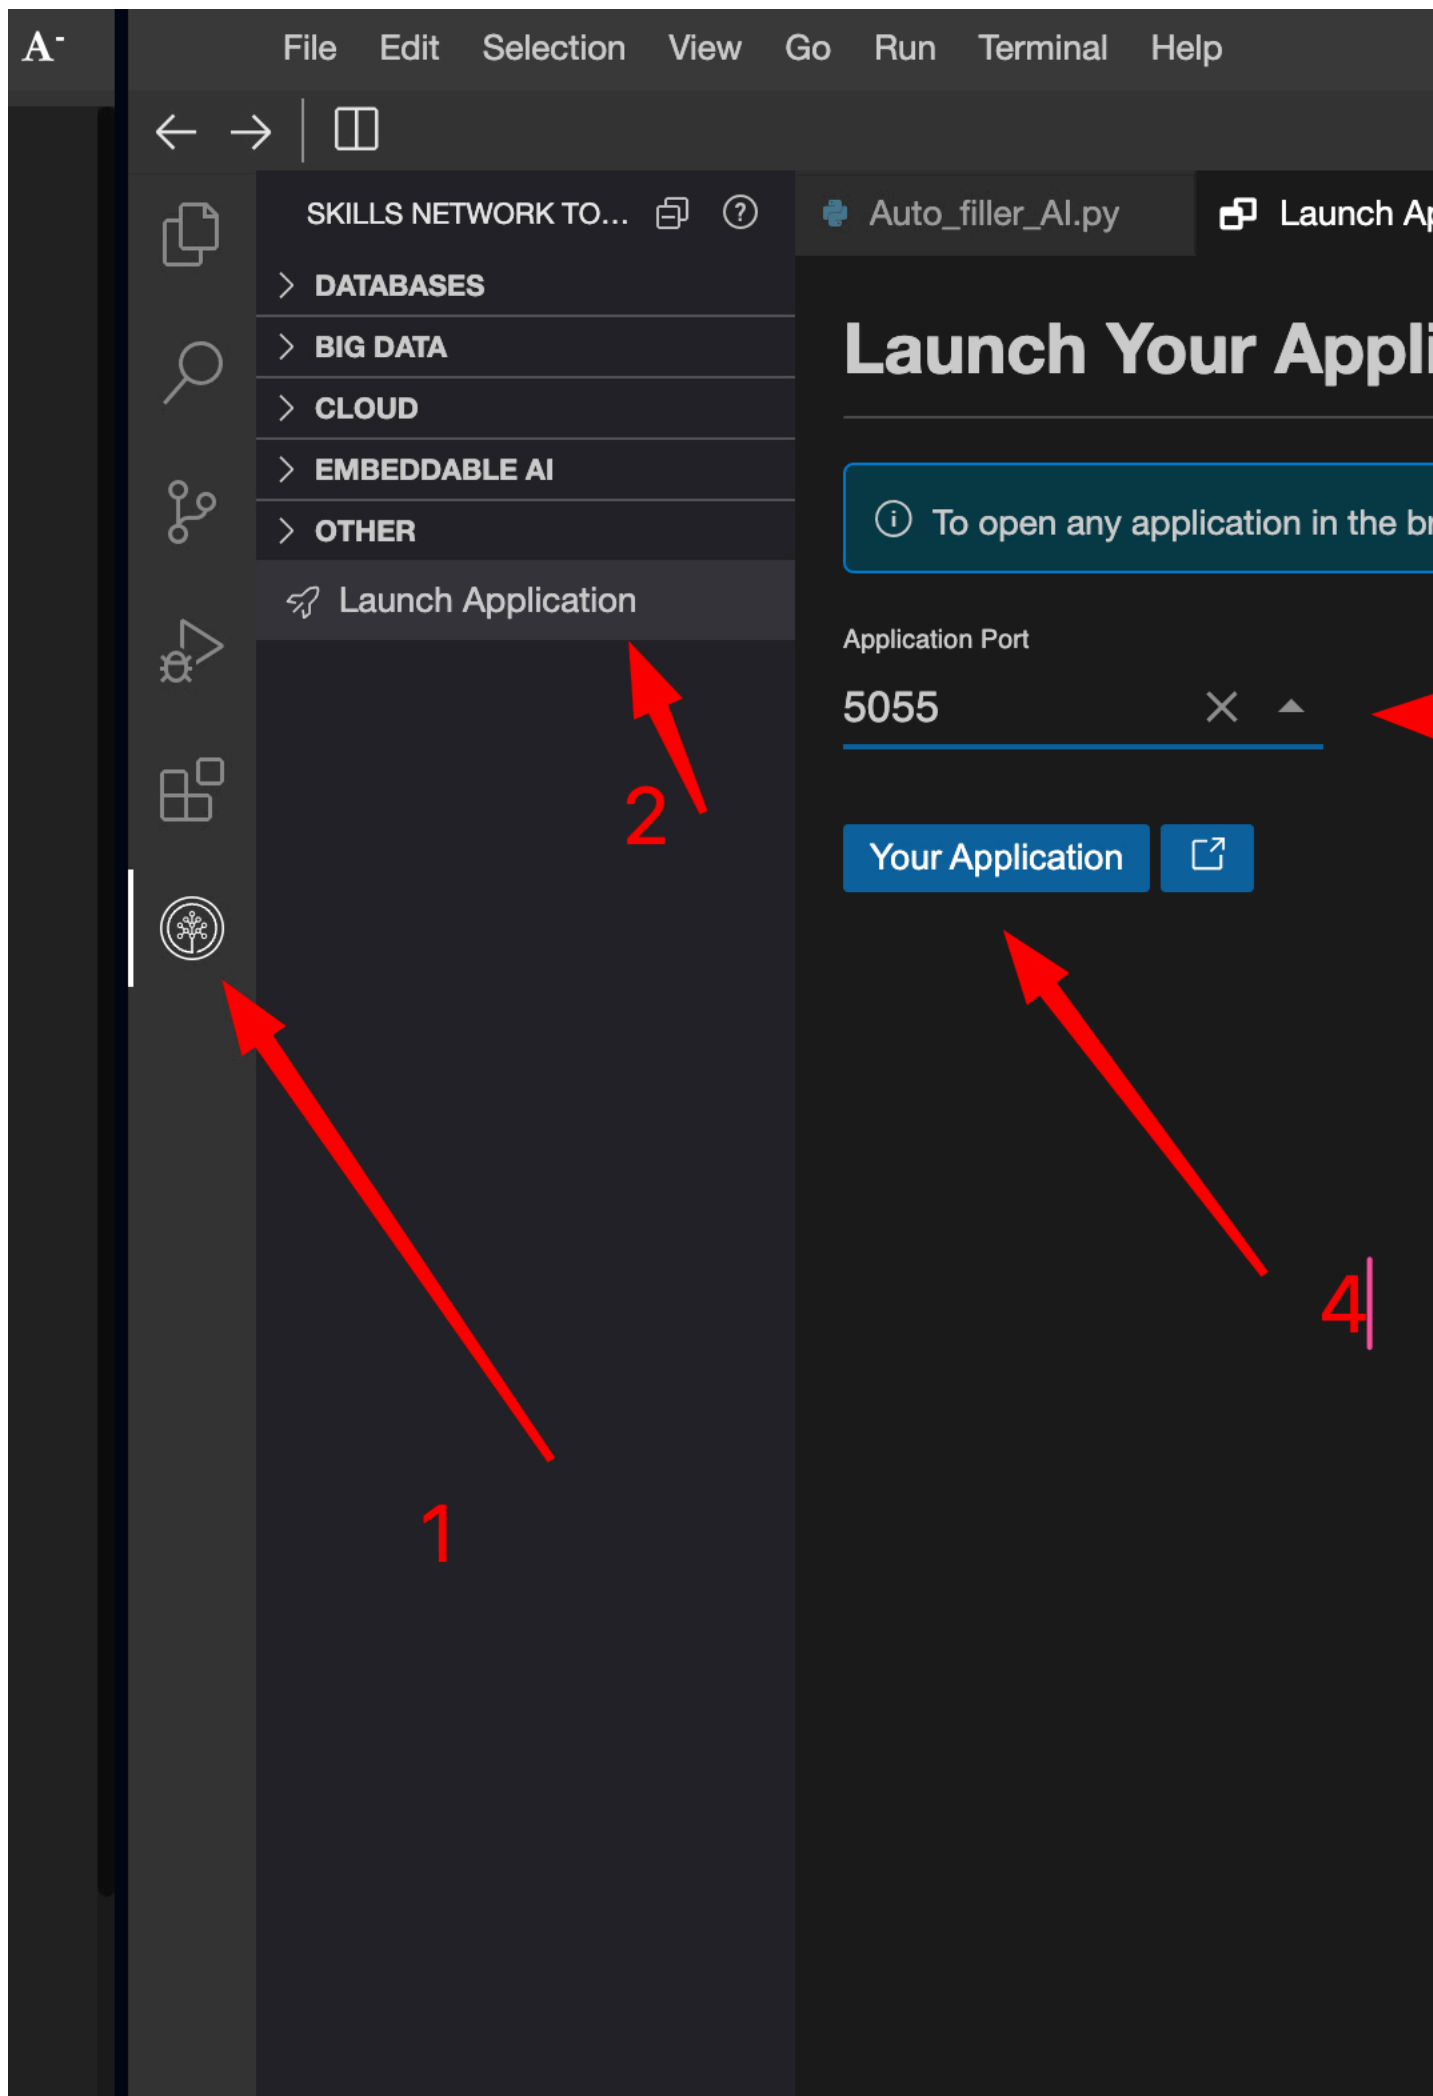 A-
File Edit Selection View Go Run Terminal Help
SKILLS NETWORK TO...
Auto_filler_AI.py
Launch Ap
DATABASES
BIG DATA
CLOUD
EMBEDDABLE AI
OTHER
Launch Application
Launch Your Appli
To open any application in the br
Application Port
5055
2
Your Application
4
1